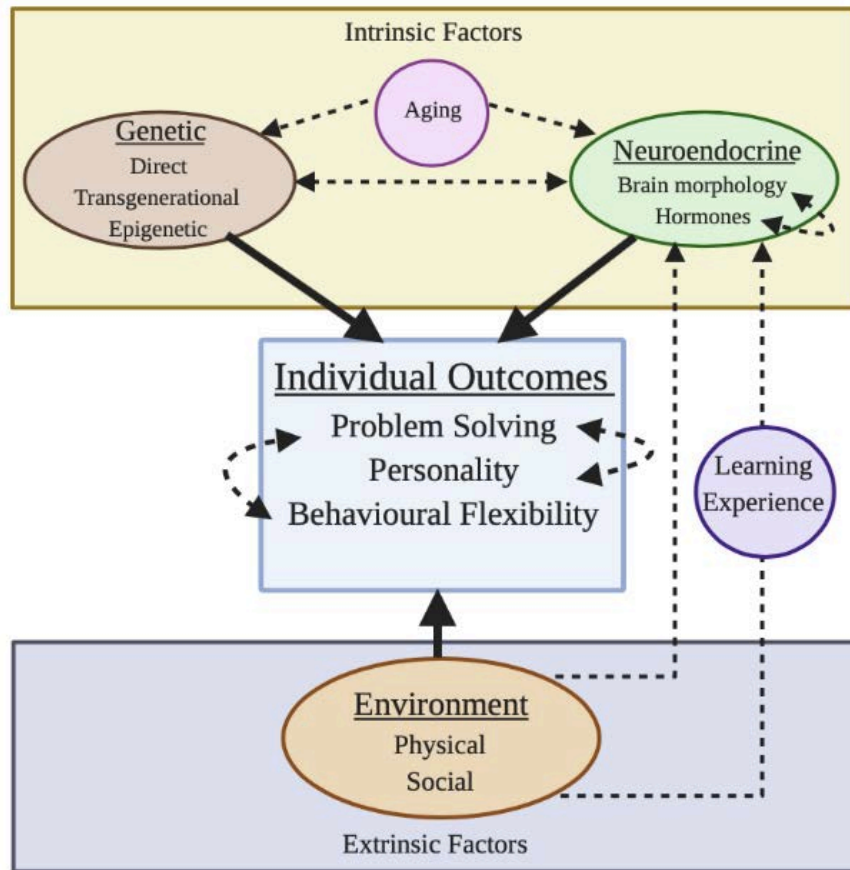 Intrinsic Factors
Aging
Genetic
Direct
Transgenerational
Epigenetic
Neuroendocrine
Brain morphology
Hormones
Individual Outcomes
Problem Solving
Personality
Behavioural Flexibility
Learning
Experience
Environment
Physical
Social
Extrinsic Factors